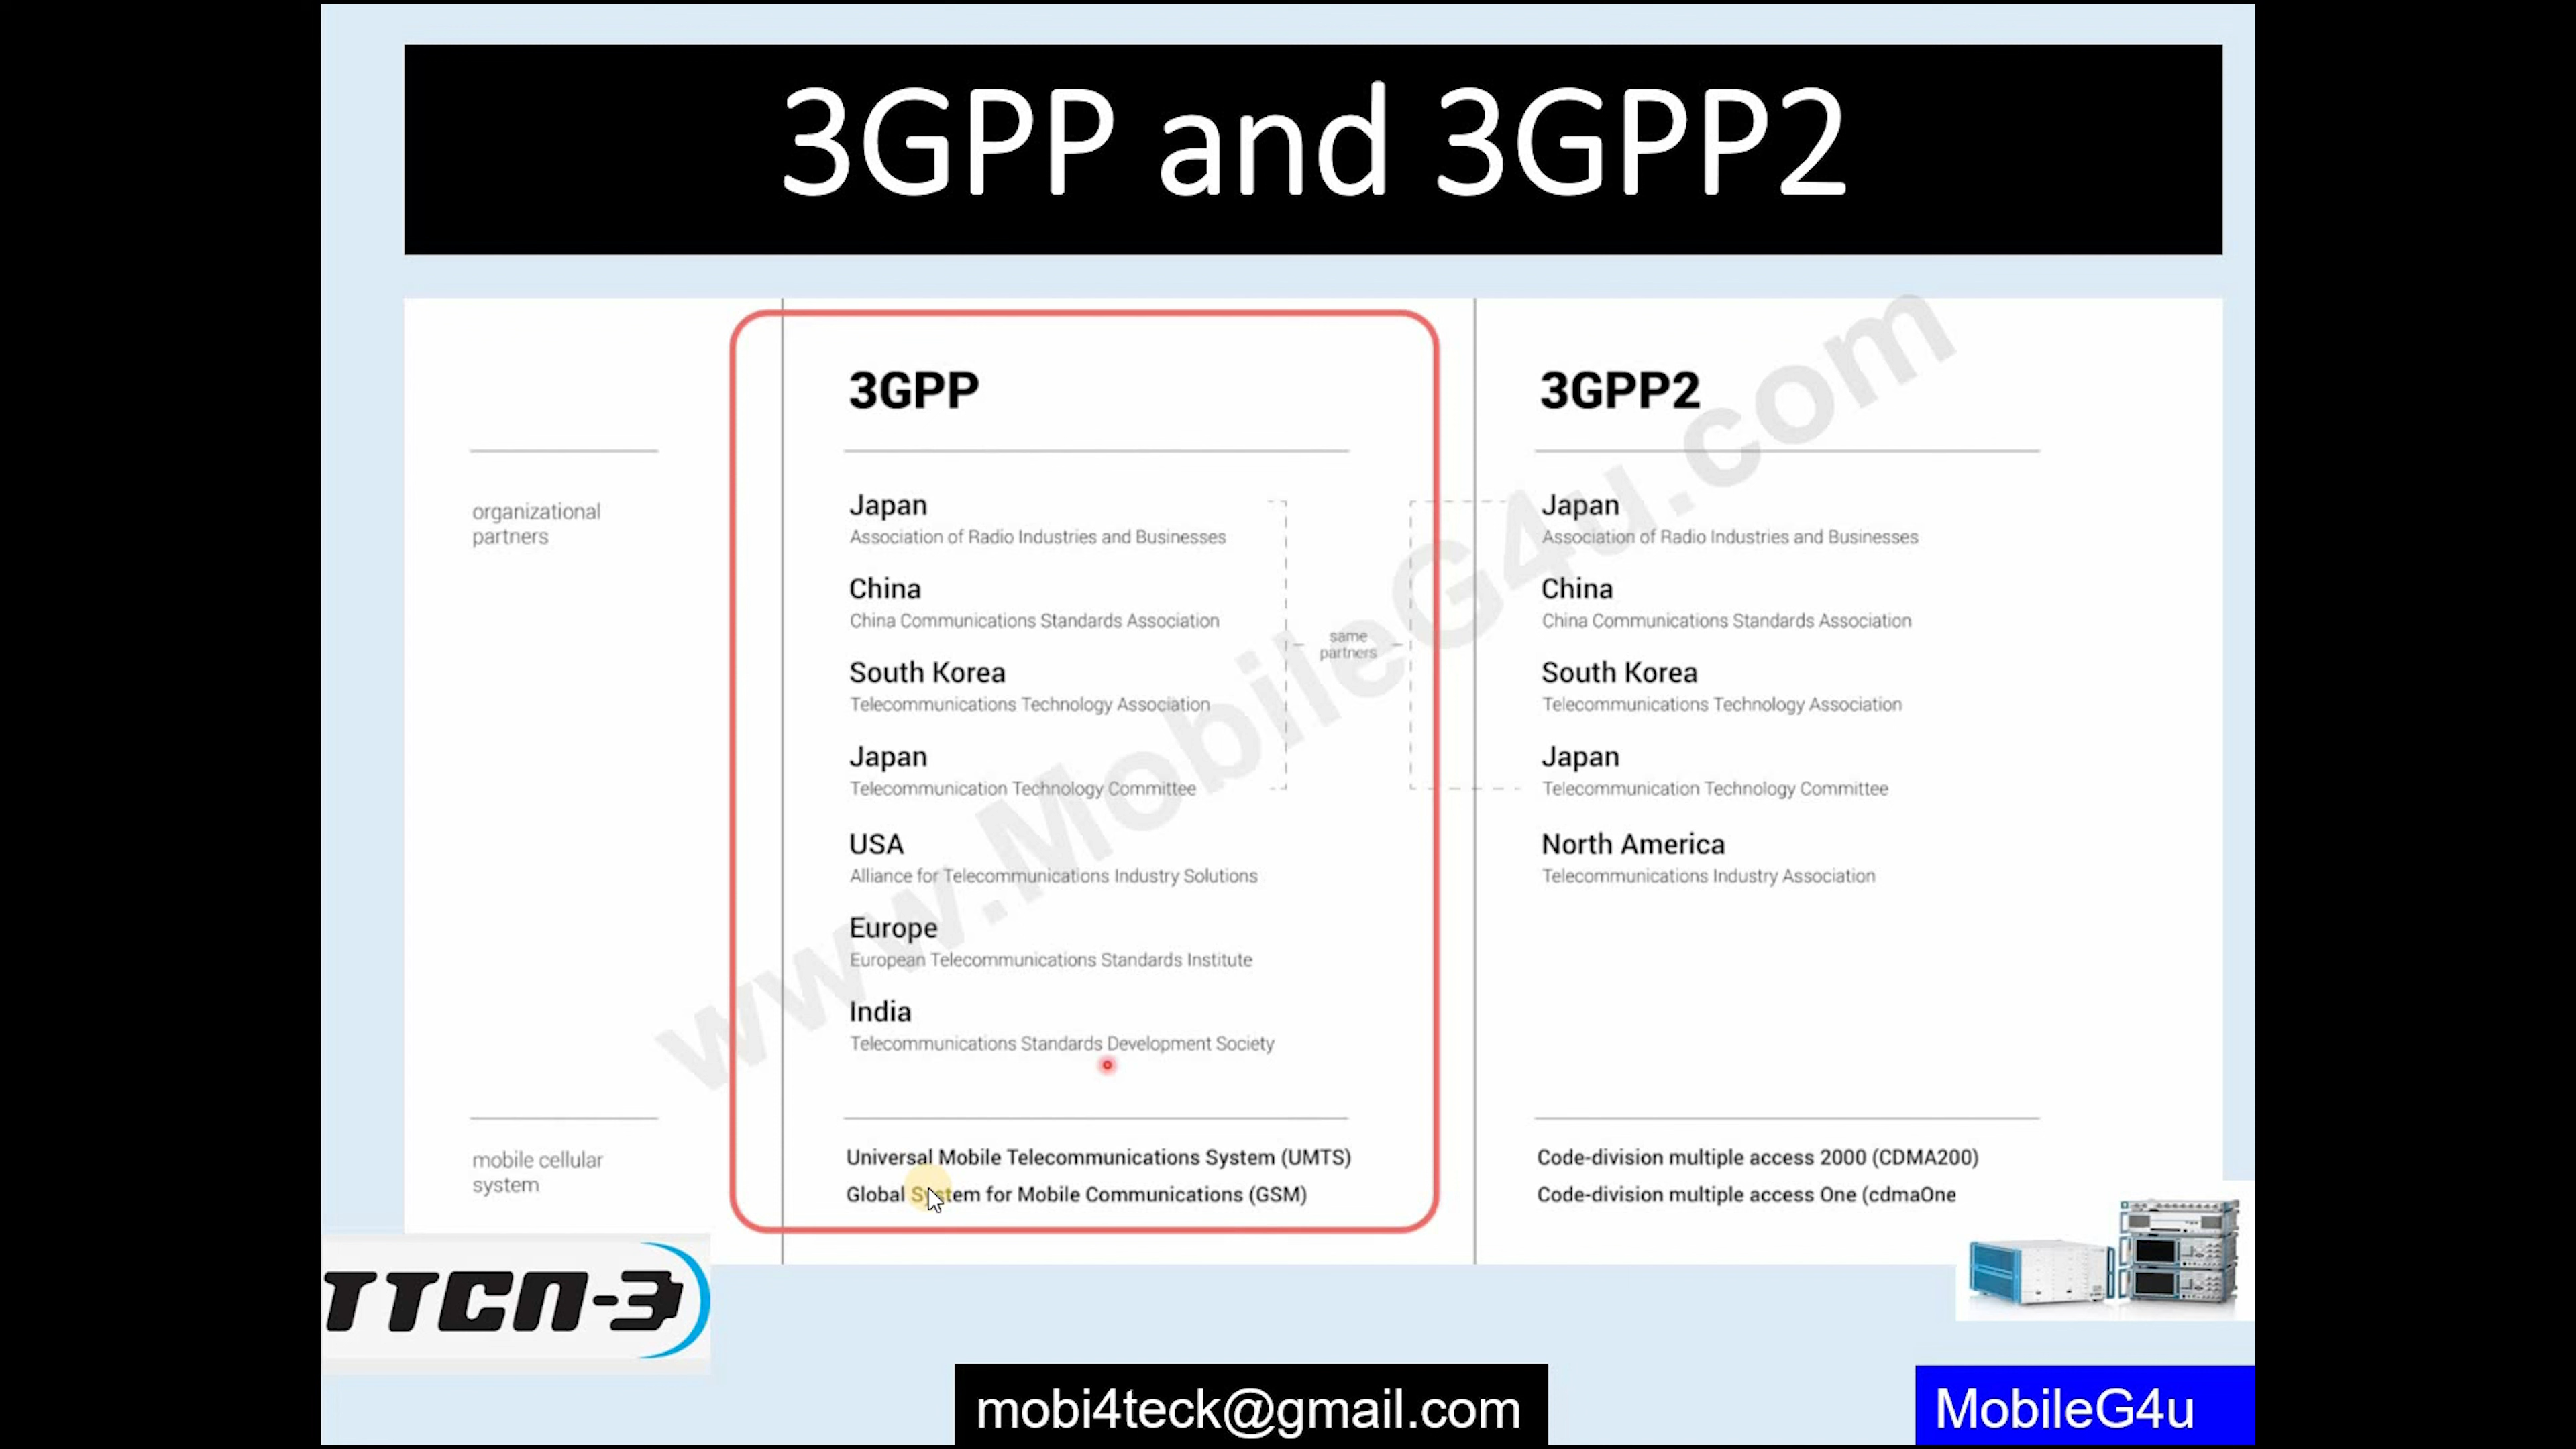 3GPP and 3GPP2
3GPP
3GPP2
organizational
partners
Japan
Association of Radio Industries and Businesses
China
China Communications Standards Association
South Korea
Telecommunications Technology Association
Japan
Telecommunication Technology Committee
USA
Alliance for Telecommunications Industry Solutions
Europe
European Telecommunications Standards Institute
India
Telecommunications Standards Development Society
same
partners
Japan
Association of Radio Industries and Businesses
China
China Communications Standards Association
South Korea
Telecommunications Technology Association
Japan
Telecommunication Technology Committee
North America
Telecommunications Industry Association
mobile cellular
system
Universal Mobile Telecommunications System (UMTS)
Global System for Mobile Communications (GSM)
Code-division multiple access 2000 (CDMA200)
Code-division multiple access One (cdmaOne
www.MobileG4u.com
TTCN-3
mobi4teck@gmail.com
MobileG4u